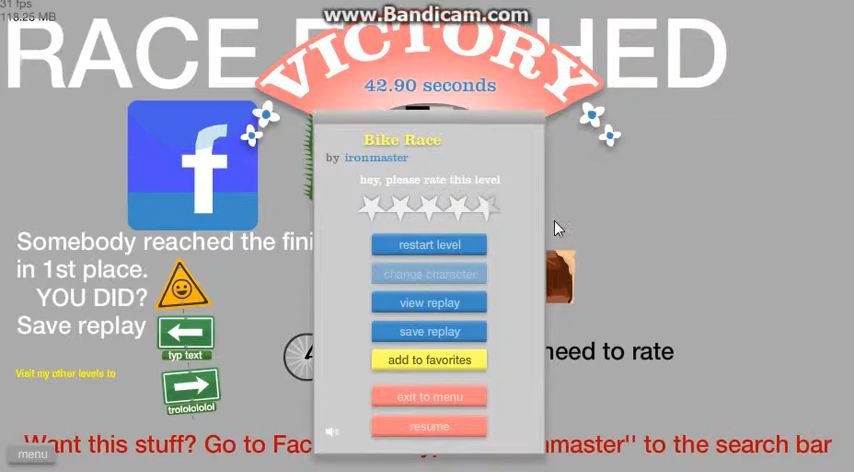 31 fps
118.25 MB
www.Bandicam.com
RACE F HED
VICTORY
42.90 seconds
f
Bike Race
by ironmaster
hey, please rate this level
Somebody reached the fini
in 1st place.
YOU DID?
Save replay
typ text
Visit my other levels to
trolololololol
restart level
change character
view replay
save replay
add to favorites
exit to menu
resume
need to rate
Want this stuff? Go to Fac nmaster'' to the search bar
menu